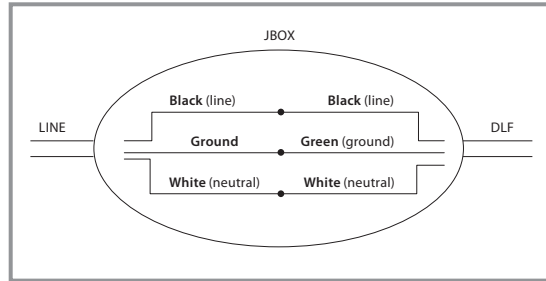 JBOX
Black (line) Black (line)
LINE DLF
Ground Green (ground)
White (neutral) White (neutral)